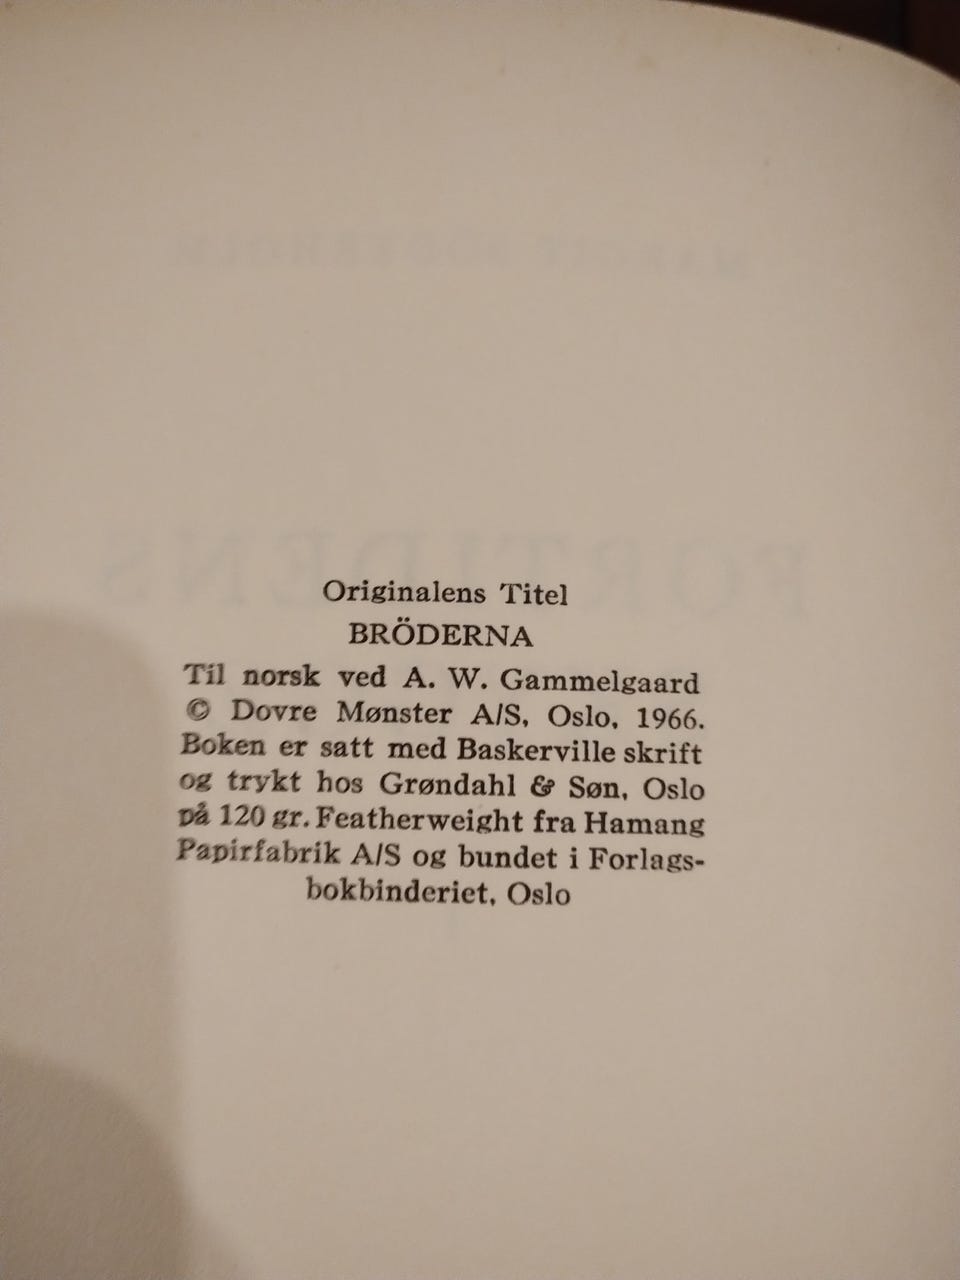 Originalens Titel
BRÖDERNA
Til norsk ved A. W. Gammelgaard
© Dovre Mønster A/S, Oslo, 1966.
Boken er satt med Baskerville skrift
og trykt hos Grøndahl & Søn, Oslo
på 120 gr. Featherweight fra Hamang
Papirfabrik A/S og bundet i Forlags-
bokbinderiet, Oslo